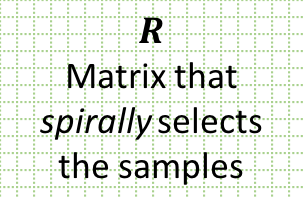 R
Matrix that
spirally selects
the samples